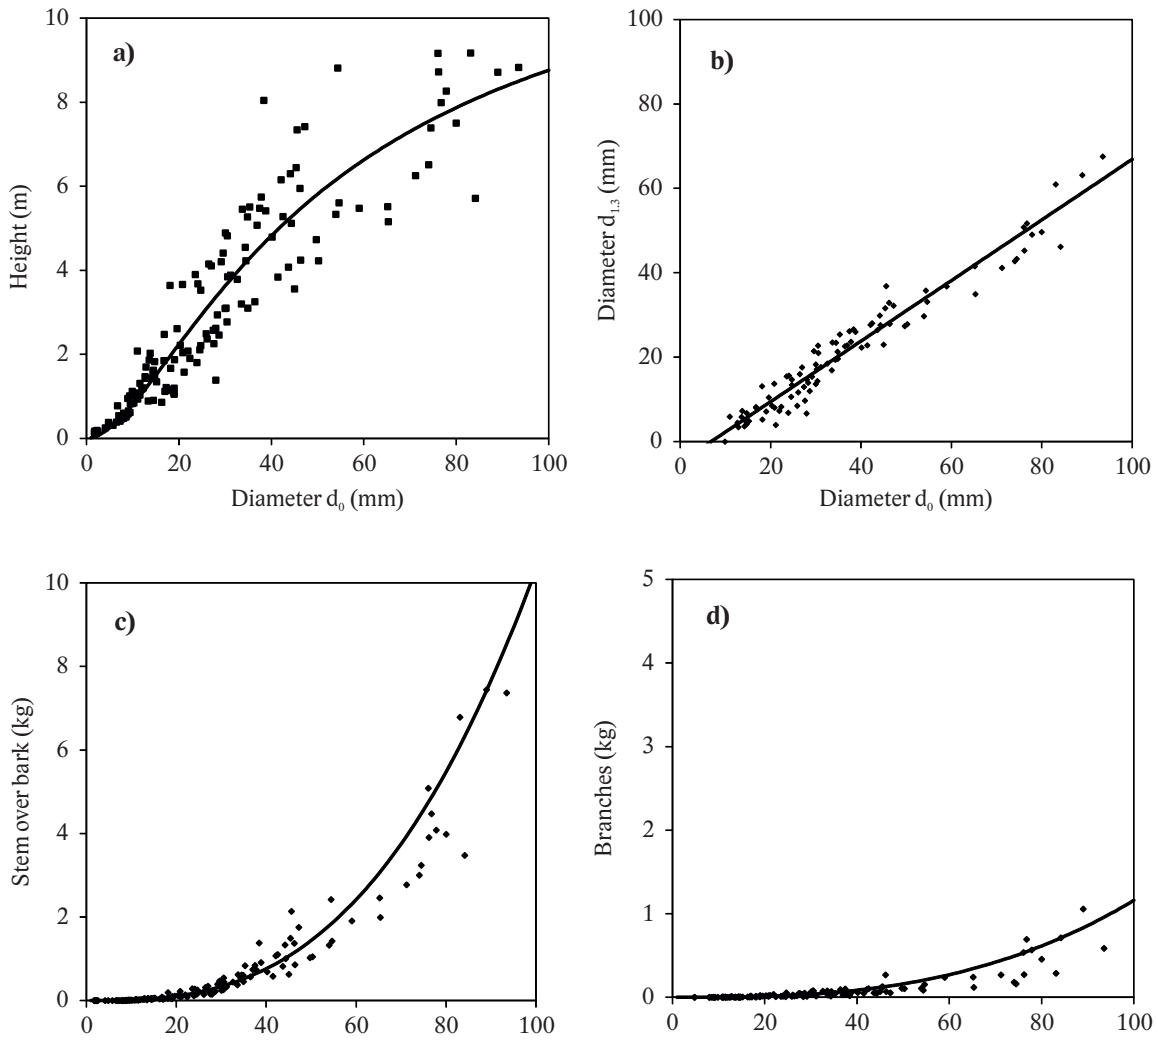 a)
10
8
6
4
2
0
Height (m)
0 20 40 60 80 100
Diameter d₀ (mm)
b)
100
80
60
40
20
0
Diameter d₁.₃ (mm)
0 20 40 60 80 100
Diameter d₀ (mm)
c)
10
8
6
4
2
0
Stem over bark (kg)
0 20 40 60 80 100
d)
5
4
3
2
1
0
Branches (kg)
0 20 40 60 80 100